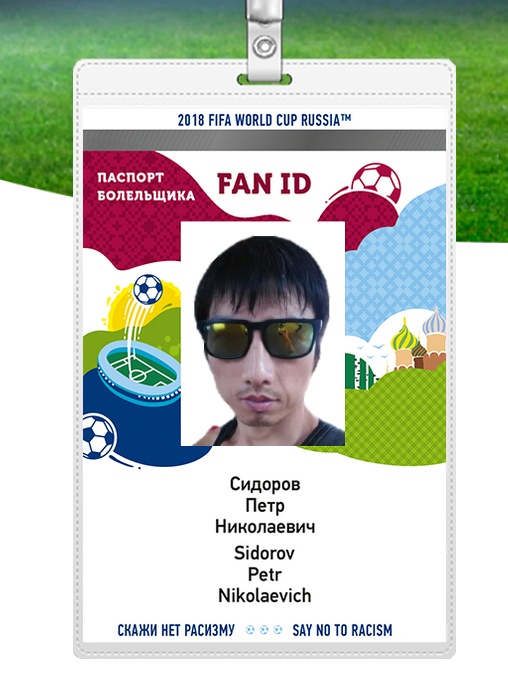 2018 FIFA WORLD CUP RUSSIA™
ПАСПОРТ
БОЛЕЛЬЩИКА
FAN ID
Сидоров
Петр
Николаевич
Sidorov
Petr
Nikolaevich
СКАЖИ НЕТ РАСИЗМУ SAY NO TO RACISM